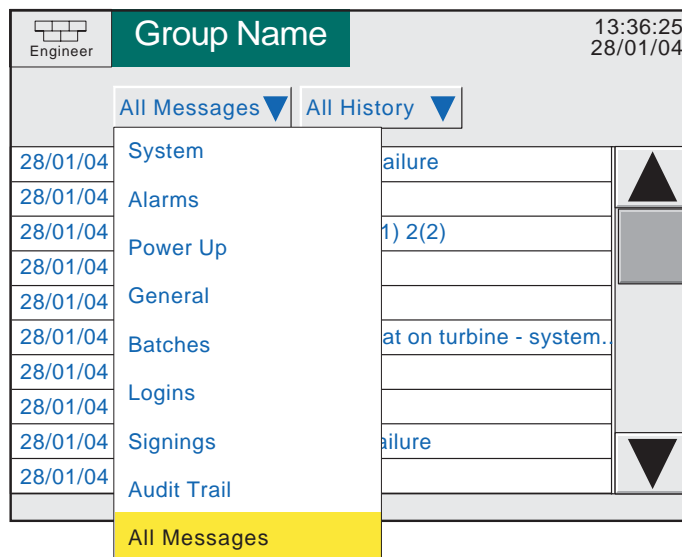 Engineer
Group Name
13:36:25
28/01/04
All Messages
All History
System
Alarms
Power Up
General
Batches
Logins
Signings
Audit Trail
All Messages
28/01/04 ailure
28/01/04
28/01/04 1) 2(2)
28/01/04
28/01/04
28/01/04 at on turbine - system..
28/01/04
28/01/04
28/01/04 ailure
28/01/04